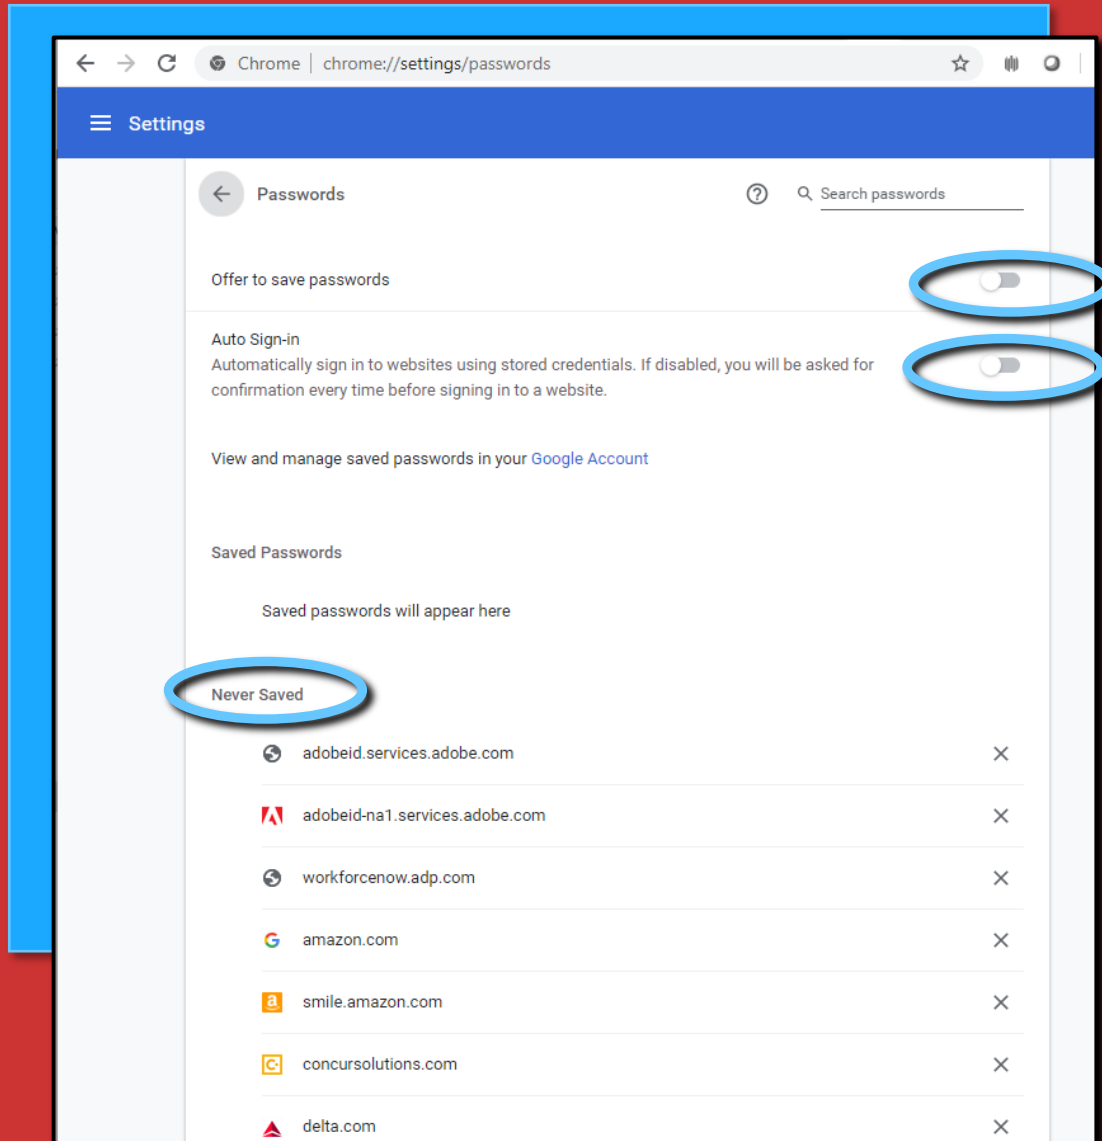 Chrome | chrome://settings/passwords
Settings
Passwords
Search passwords
Offer to save passwords
Auto Sign-in
Automatically sign in to websites using stored credentials. If disabled, you will be asked for
confirmation every time before signing in to a website.
View and manage saved passwords in your Google Account
Saved Passwords
Saved passwords will appear here
Never Saved
adobeid.services.adobe.com
adobeid-na1.services.adobe.com
workforcenow.adp.com
amazon.com
smile.amazon.com
concursolutions.com
delta.com